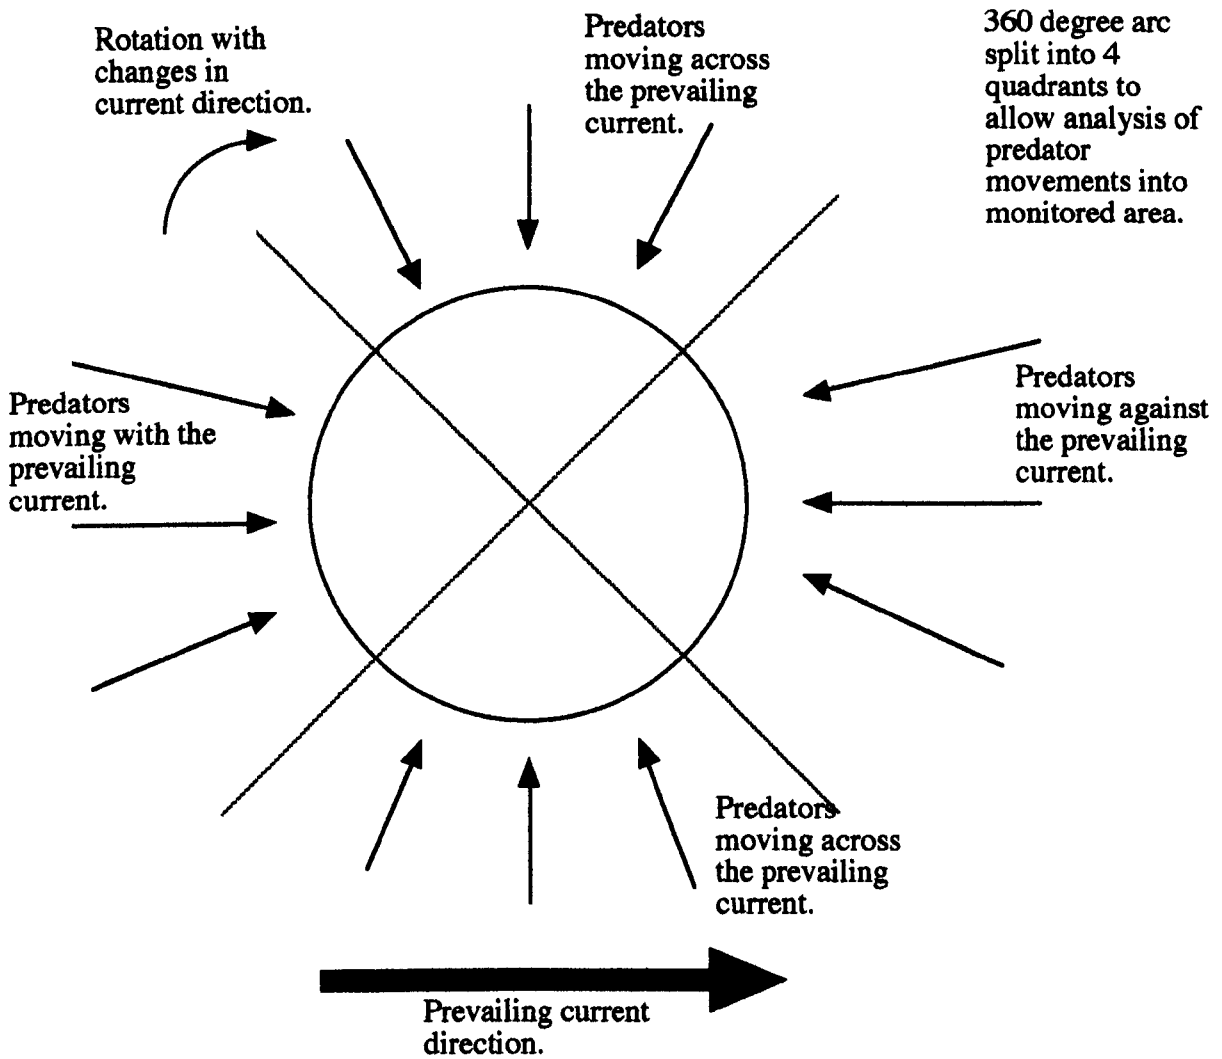 Rotation with
changes in
current direction.
Predators
moving across
the prevailing
current.
360 degree arc
split into 4
quadrants to
allow analysis of
predator
movements into
monitored area.
Predators
moving with the
prevailing
current.
Predators
moving against
the prevailing
current.
Predators
moving across
the prevailing
current.
Prevailing current
direction.